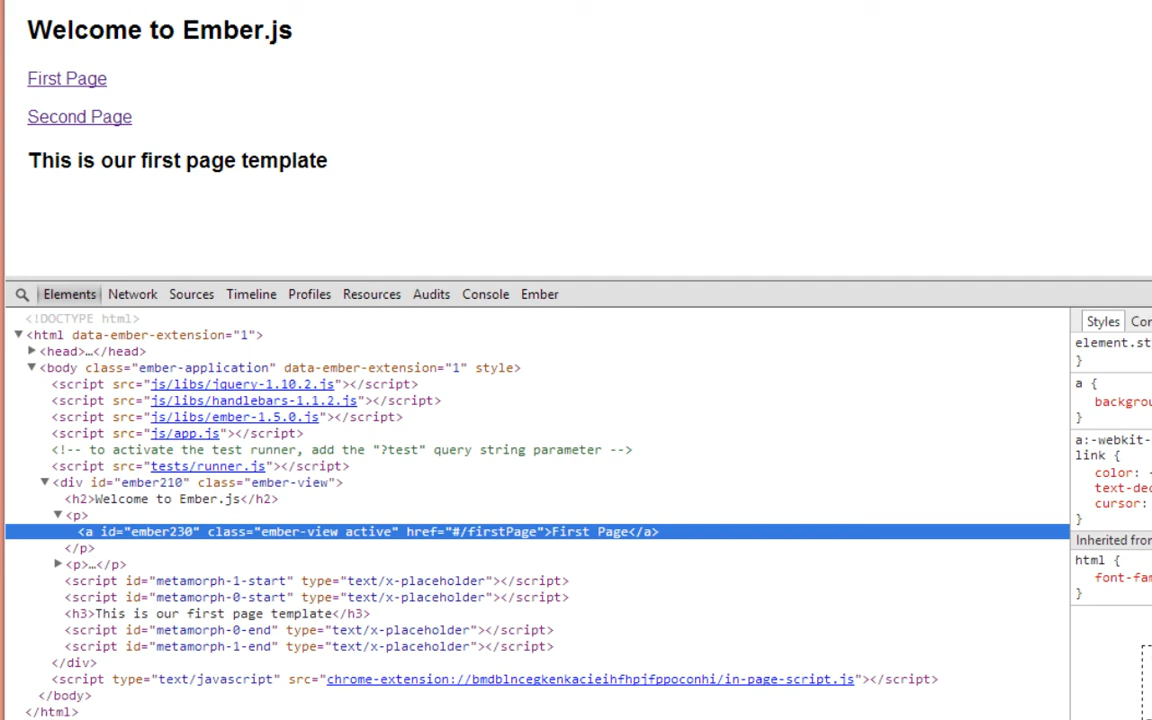 Welcome to Ember.js
First Page
Second Page
This is our first page template
Elements Network Sources Timeline Profiles Resources Audits Console Ember
<!DOCTYPE html>
<html data-ember-extension="1">
<head>…</head>
<body class="ember-application" data-ember-extension="1" style>
<script src="js/libs/jquery-1.10.2.js"></script>
<script src="js/libs/handlebars-1.1.2.js"></script>
<script src="js/libs/ember-1.5.0.js"></script>
<script src="js/app.js"></script>
<!-- to activate the test runner, add the "?test" query string parameter -->
<script src="tests/runner.js"></script>
<div id="ember210" class="ember-view">
<h2>Welcome to Ember.js</h2>
<p>
<a id="ember230" class="ember-view active" href="#/firstPage">First Page</a>
</p>
<p>…</p>
<script id="metamorph-1-start" type="text/x-placeholder"></script>
<script id="metamorph-0-start" type="text/x-placeholder"></script>
<h3>This is our first page template</h3>
<script id="metamorph-0-end" type="text/x-placeholder"></script>
<script id="metamorph-1-end" type="text/x-placeholder"></script>
</div>
<script type="text/javascript" src="chrome-extension://bmdblncegkenkacieihfhpjfppoconhi/in-page-script.js"></script>
</body>
</html>
Styles Cor
element.st
}
a {
backgrou
}
a:-webkit-
link {
color: -
text-dec
cursor:
}
Inherited from
html {
font-fam
}